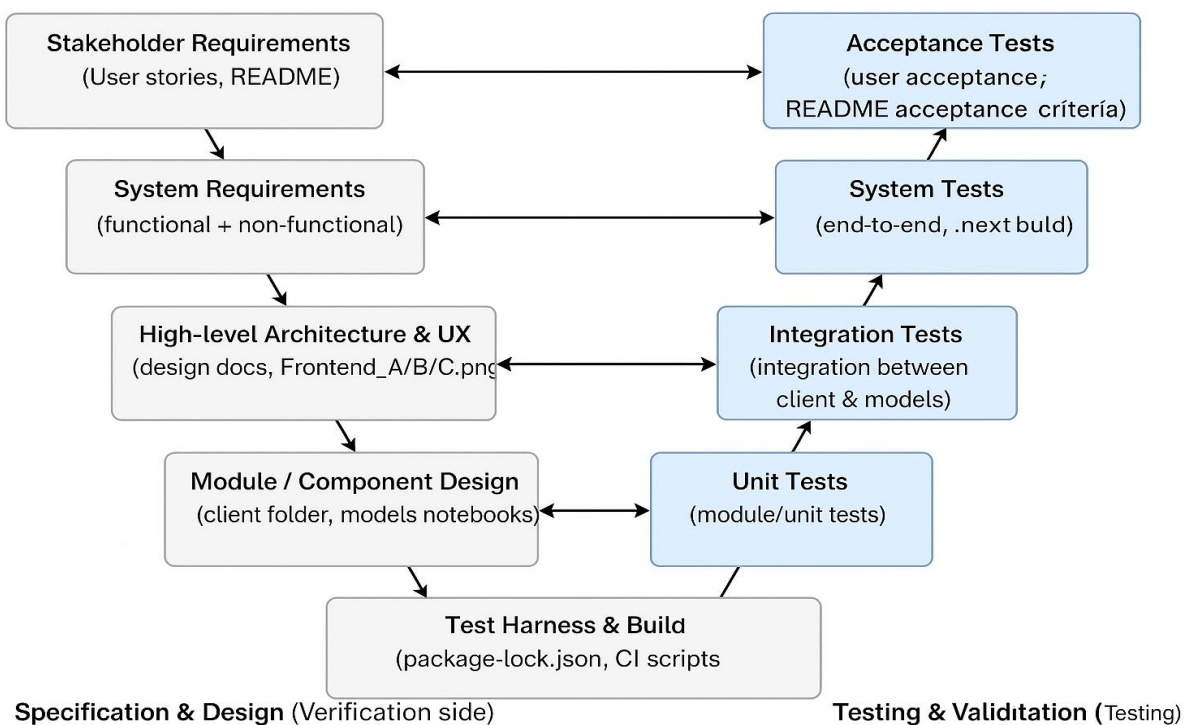 Stakeholder Requirements
(User stories, README)
Acceptance Tests
(user acceptance;
README acceptance crítería)
System Requirements
(functional + non-functional)
System Tests
(end-to-end, .next buld)
High-level Architecture & UX
(design docs, Frontend_A/B/C.png
Integration Tests
(integration between
client & models)
Module / Component Design
(client folder, models notebooks)
Unit Tests
(module/unit tests)
Test Harness & Build
(package-lock.json, CI scripts
Specification & Design (Verification side)
Testing & Validıtation (Testing)